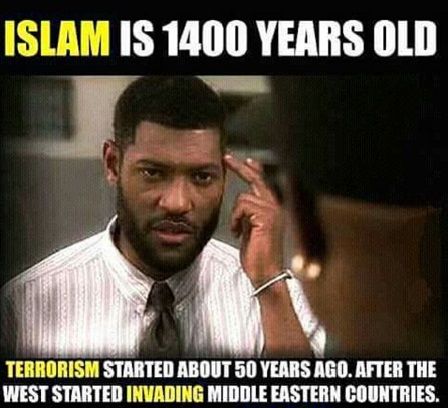 ISLAM IS 1400 YEARS OLD
TERRORISM STARTED ABOUT 50 YEARS AGO. AFTER THE
WEST STARTED INVADING MIDDLE EASTERN COUNTRIES.